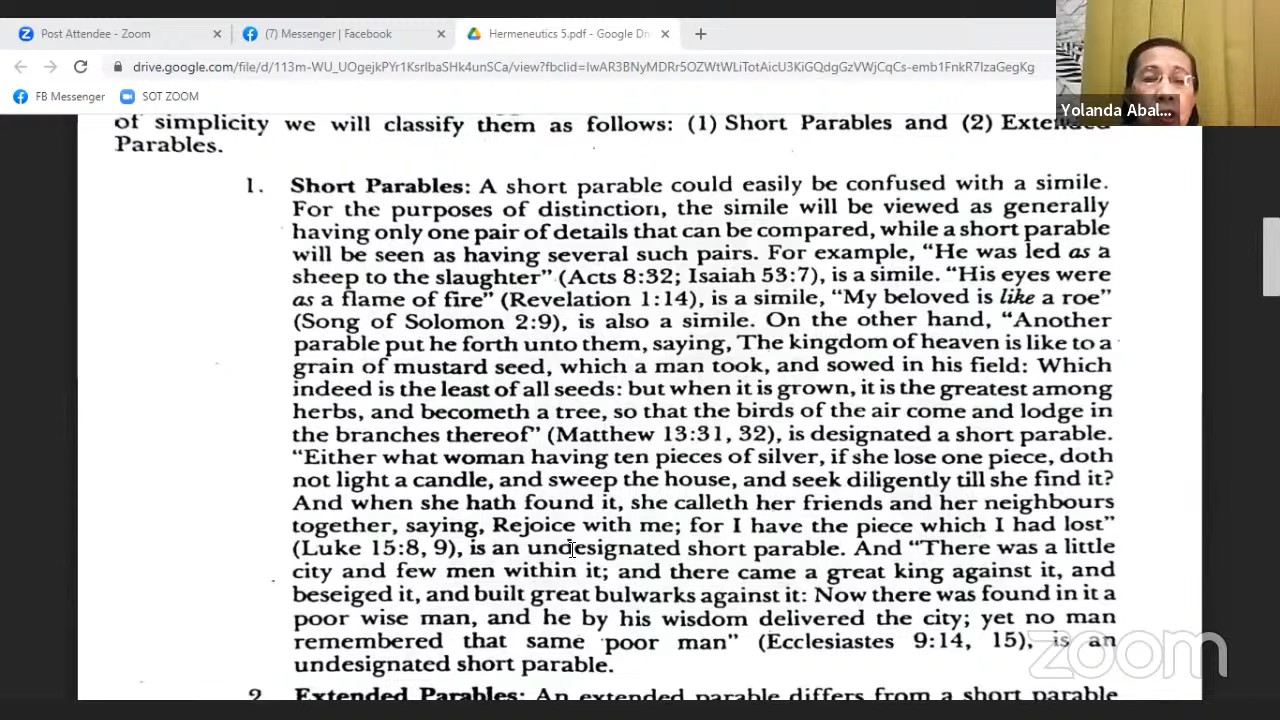 Post Attendee - Zoom
(7) Messenger | Facebook
Hermeneutics 5.pdf - Google Dr
FB Messenger
SOT ZOOM
Yolanda Abal...
of simplicity we will classify them as follows: (1) Short Parables and (2) Extended
Parables.
1. Short Parables: A short parable could easily be confused with a simile.
For the purposes of distinction, the simile will be viewed as generally
having only one pair of details that can be compared, while a short parable
will be seen as having several such pairs. For example, "He was led as a
sheep to the slaughter" (Acts 8:32; Isaiah 53:7), is a simile. "His eyes were
as a flame of fire" (Revelation 1:14), is a simile, "My beloved is like a roe"
(Song of Solomon 2:9), is also a simile. On the other hand, "Another
parable put he forth unto them, saying, The kingdom of heaven is like to a
grain of mustard seed, which a man took, and sowed in his field: Which
indeed is the least of all seeds: but when it is grown, it is the greatest among
herbs, and becometh a tree, so that the birds of the air come and lodge in
the branches thereof" (Matthew 13:31, 32), is designated a short parable.
"Either what woman having ten pieces of silver, if she lose one piece, doth
not light a candle, and sweep the house, and seek diligently till she find it?
And when she hath found it, she calleth her friends and her neighbours
together, saying, Rejoice with me; for I have the piece which I had lost"
(Luke 15:8, 9), is an undesignated short parable. And "There was a little
city and few men within it; and there came a great king against it, and
beseiged it, and built great bulwarks against it: Now there was found in it a
poor wise man, and he by his wisdom delivered the city; yet no man
remembered that same poor man" (Ecclesiastes 9:14, 15), is an
undesignated short parable.
2. Extended Parables: An extended parable differs from a short parable
zoom